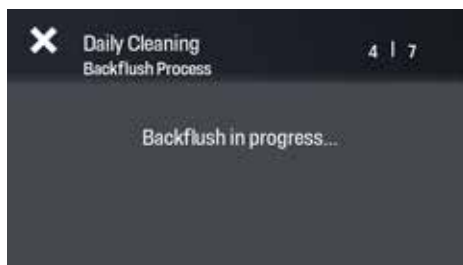 Daily Cleaning
Backflush Process
4 | 7
Backflush in progress...